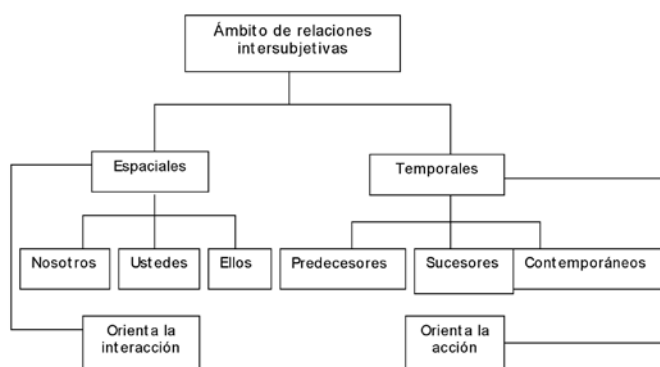 Ámbito de relaciones
intersubjetivas
Espaciales
Temporales
Nosotros
Ustedes
Ellos
Predecesores
Sucesores
Contemporáneos
Orienta la
interacción
Orienta la
acción